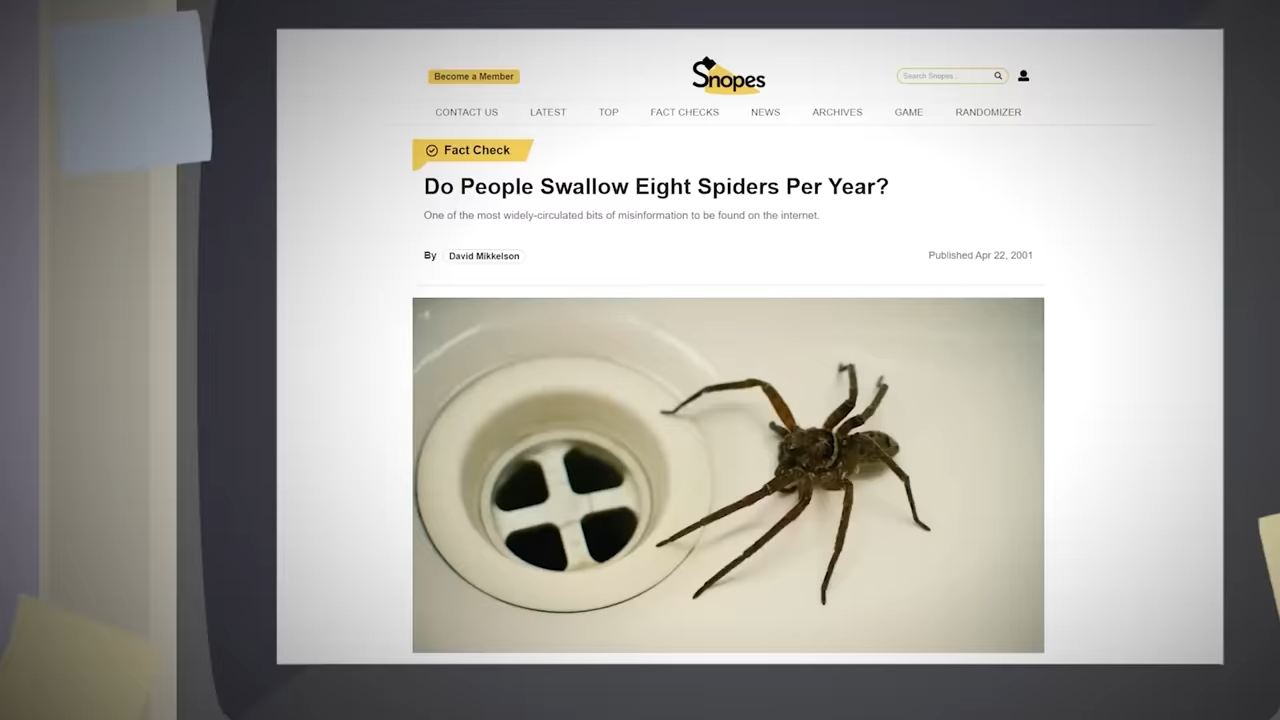 Become a Member
Snopes
Search Snopes...
CONTACT US LATEST TOP FACT CHECKS NEWS ARCHIVES GAME RANDOMIZER
Fact Check
Do People Swallow Eight Spiders Per Year?
One of the most widely-circulated bits of misinformation to be found on the internet.
By David Mikkelson
Published Apr 22, 2001